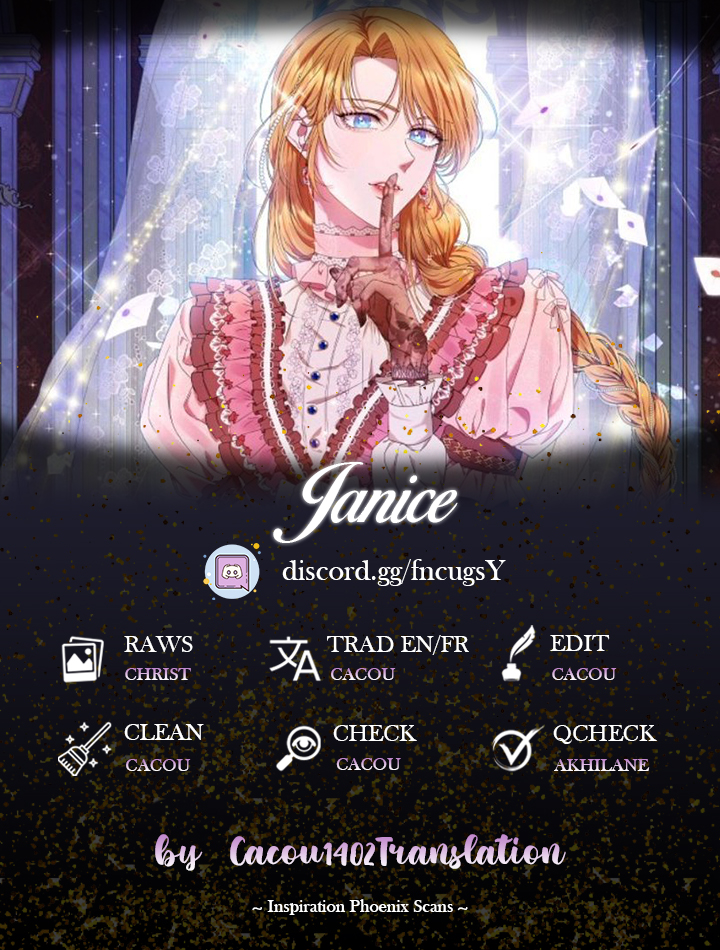 Janice
discord.gg/fncugsY
RAWS
CHRIST
TRAD EN/FR
CACOU
EDIT
CACOU
CLEAN
CACOU
CHECK
CACOU
QCHECK
AKHILANE
by Cacou1402Translation
~ Inspiration Phoenix Scans ~